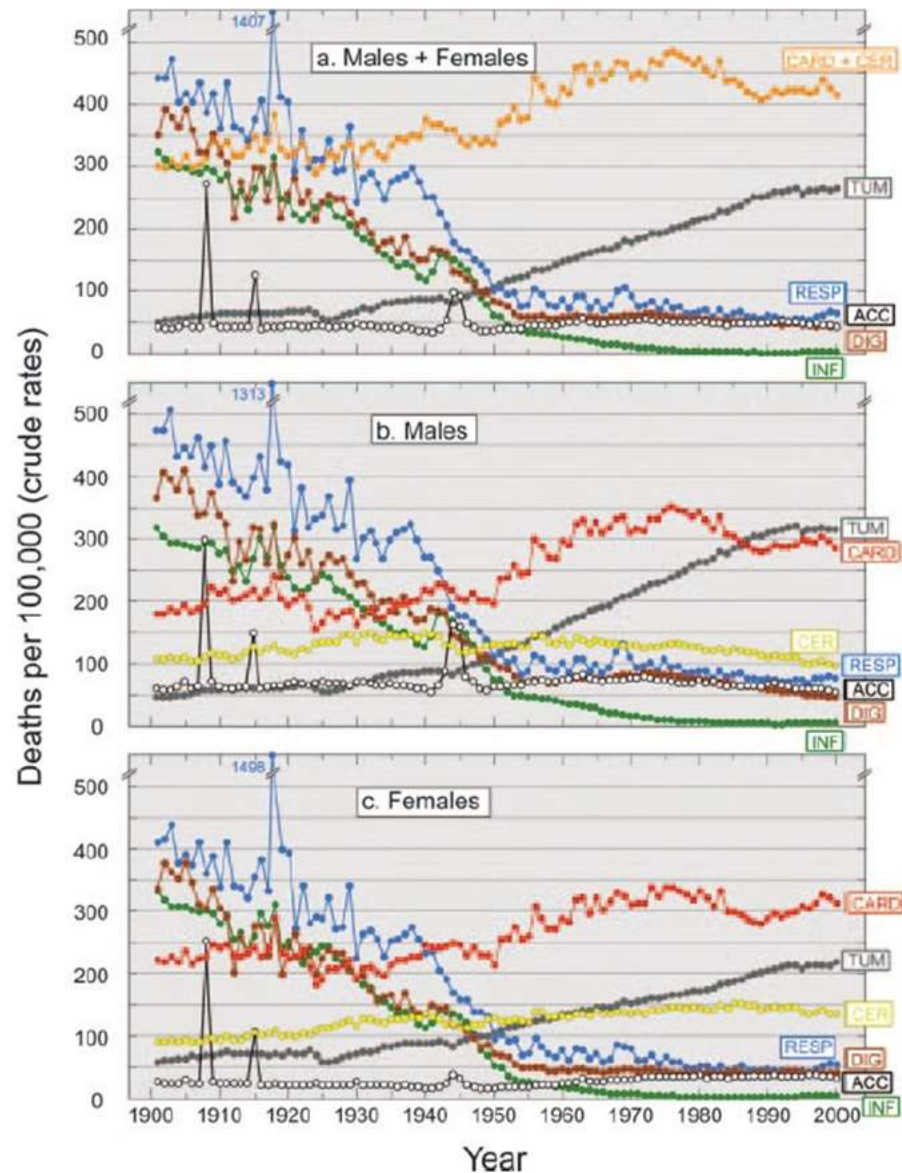 Deaths per 100,000 (crude rates)
1407
500
400
300
200
100
0
a. Males + Females
CARD + CER
TUM
RESP
ACC
DIG
INF
1313
500
400
300
200
100
0
b. Males
TUM
CARD
CER
RESP
ACC
DIG
INF
1498
500
400
300
200
100
0
c. Females
CARD
TUM
CER
RESP
DIG
ACC
INF
1900 1910 1920 1930 1940 1950 1960 1970 1980 1990 2000
Year